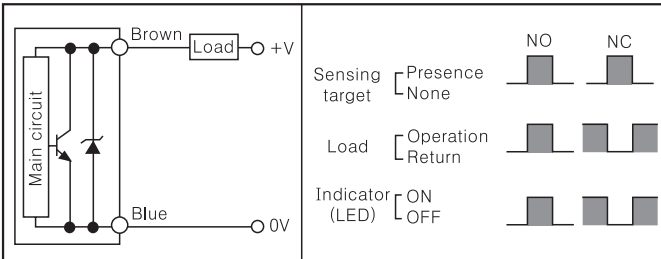 Brown
Load
+V
Main circuit
Blue
0V
NO NC
Sensing target
Presence
None
Load
Operation
Return
Indicator (LED)
ON
OFF